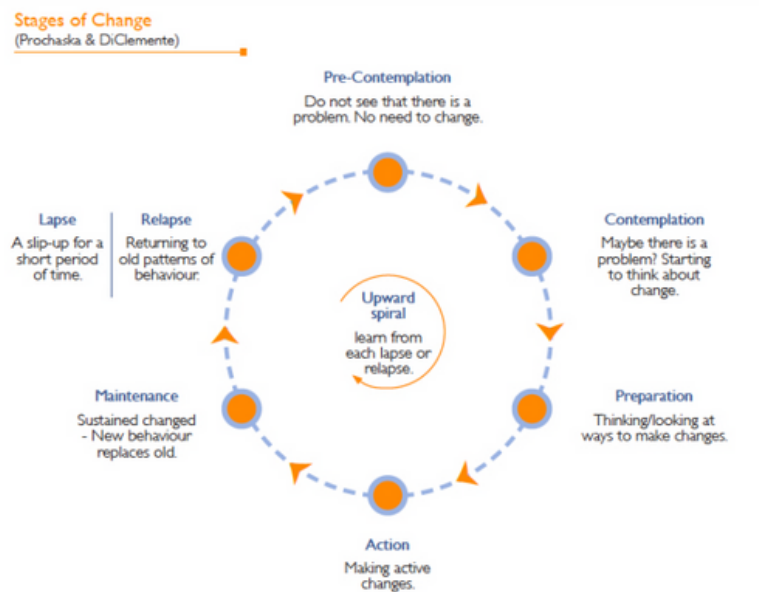 Stages of Change
(Prochaska & DiClemente)
Pre-Contemplation
Do not see that there is a
problem. No need to change.
Contemplation
Maybe there is a
problem? Starting
to think about
change.
Preparation
Thinking/looking at
ways to make changes.
Action
Making active
changes.
Maintenance
Sustained changed
- New behaviour
replaces old.
Lapse
A slip-up for a
short period
of time.
Relapse
Returning to
old patterns of
behaviour.
Upward
spiral
learn from
each lapse or
relapse.